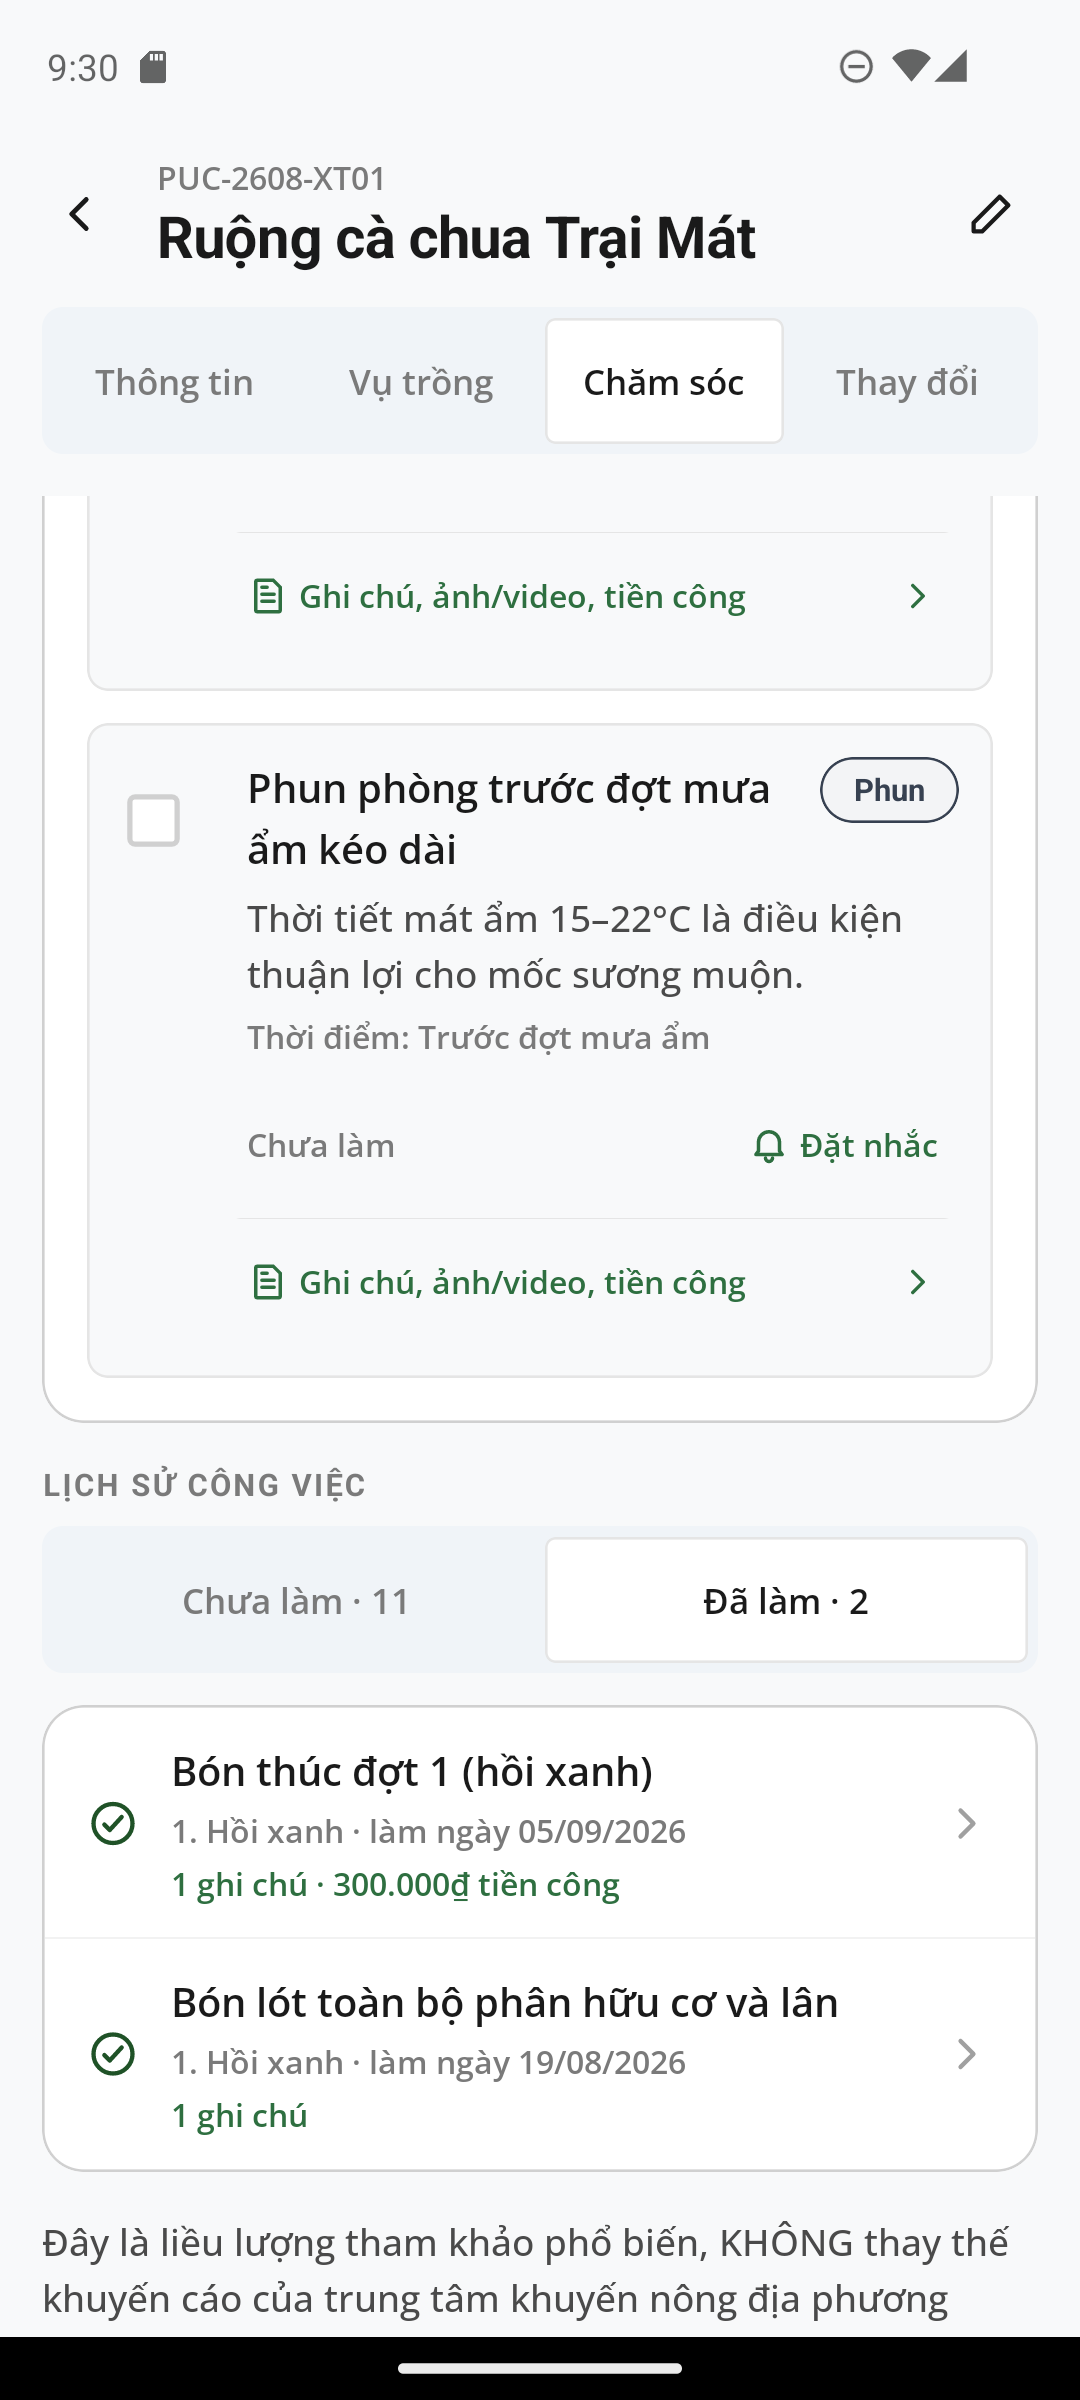 9:30
PUC-2608-XT01
Ruộng cà chua Trại Mát
Thông tin
Vụ trồng
Chăm sóc
Thay đổi
Ghi chú, ảnh/video, tiền công
Phun phòng trước đợt mưa
ẩm kéo dài
Phun
Thời tiết mát ẩm 15–22°C là điều kiện
thuận lợi cho mốc sương muộn.
Thời điểm: Trước đợt mưa ẩm
Chưa làm
Đặt nhắc
Ghi chú, ảnh/video, tiền công
LỊCH SỬ CÔNG VIỆC
Chưa làm · 11
Đã làm · 2
Bón thúc đợt 1 (hồi xanh)
1. Hồi xanh · làm ngày 05/09/2026
1 ghi chú · 300.000₫ tiền công
Bón lót toàn bộ phân hữu cơ và lân
1. Hồi xanh · làm ngày 19/08/2026
1 ghi chú
Đây là liều lượng tham khảo phổ biến, KHÔNG thay thế
khuyến cáo của trung tâm khuyến nông địa phương